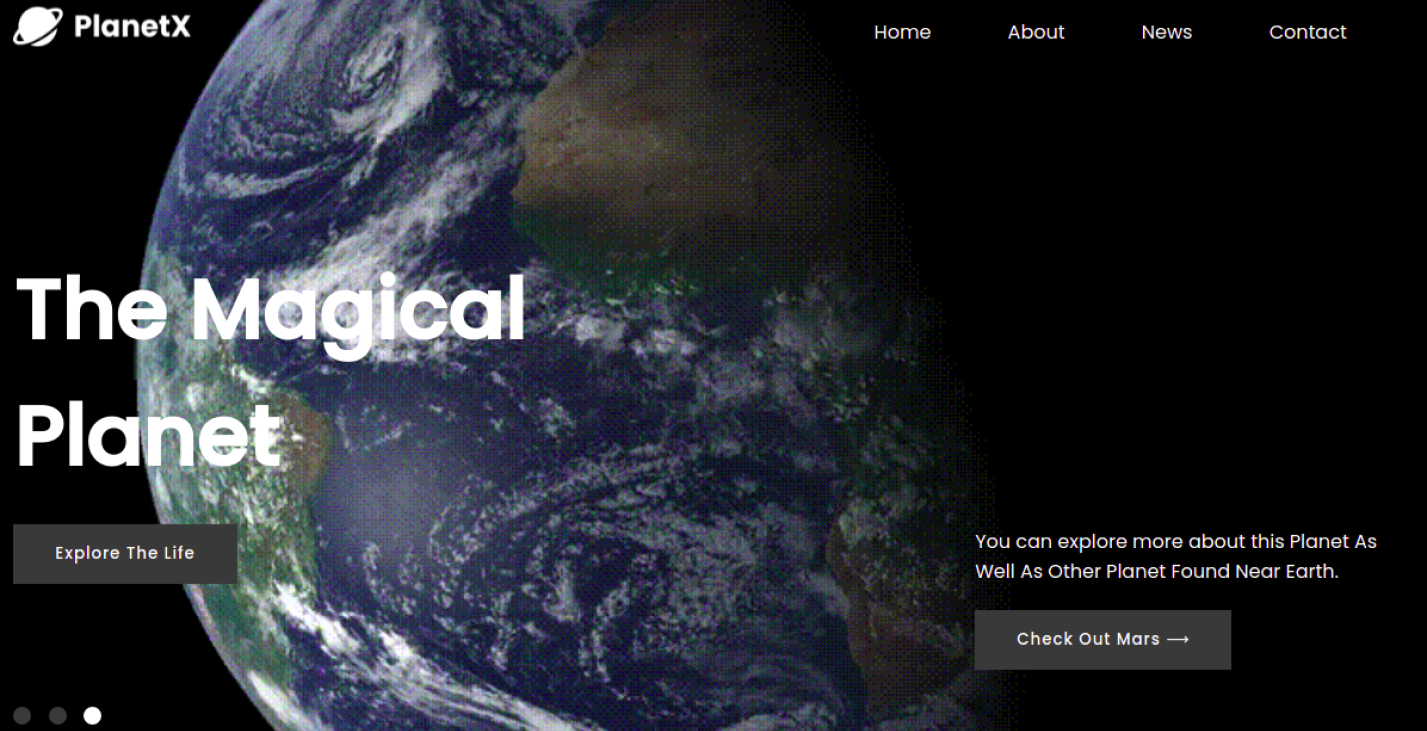 PlanetX
Home About News Contact
The Magical
Planet
Explore The Life
You can explore more about this Planet As
Well As Other Planet Found Near Earth.
Check Out Mars ⟶